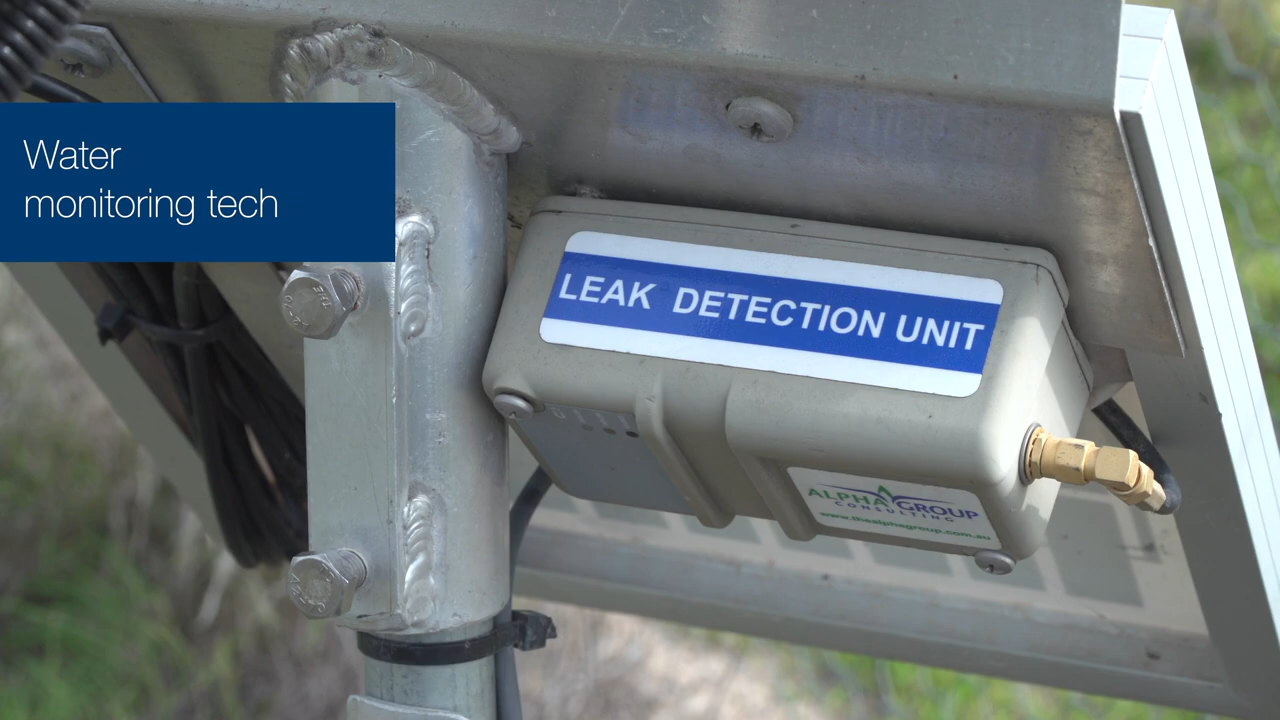 Water
monitoring tech
LEAK DETECTION UNIT
ALPHA GROUP
CONSULTING
www.thealphagroup.com.au